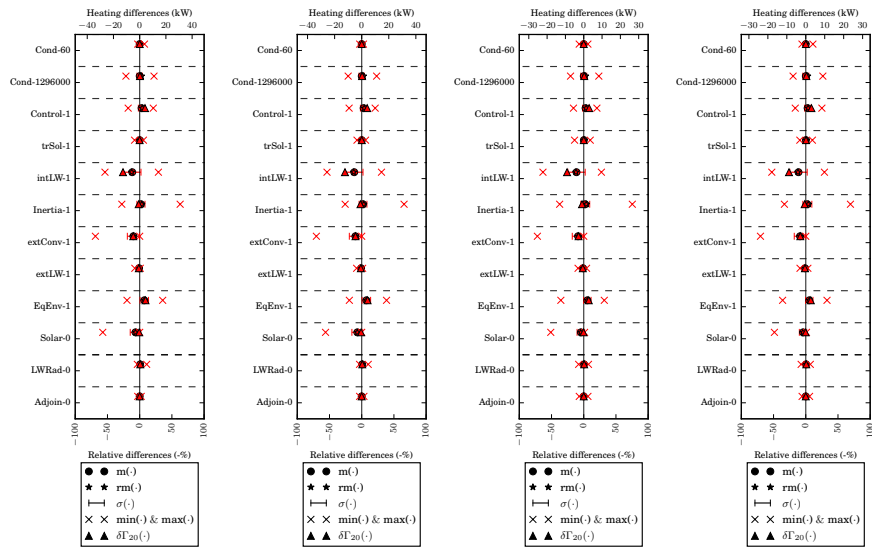 Heating differences (kW)
−40 −20 0 20 40
Cond-60
Cond-1296000
Control-1
trSol-1
intLW-1
Inertia-1
extConv-1
extLW-1
EqEnv-1
Solar-0
LWRad-0
Adjoin-0
−100 −50 0 50 100
Relative differences (-%)
m(·)
rm(·)
σ(·)
min(·) & max(·)
δΓ₂₀(·)
Heating differences (kW)
−40 −20 0 20 40
Cond-60
Cond-1296000
Control-1
trSol-1
intLW-1
Inertia-1
extConv-1
extLW-1
EqEnv-1
Solar-0
LWRad-0
Adjoin-0
−100 −50 0 50 100
Relative differences (-%)
m(·)
rm(·)
σ(·)
min(·) & max(·)
δΓ₂₀(·)
Heating differences (kW)
−30 −20 −10 0 10 20 30
Cond-60
Cond-1296000
Control-1
trSol-1
intLW-1
Inertia-1
extConv-1
extLW-1
EqEnv-1
Solar-0
LWRad-0
Adjoin-0
−100 −50 0 50 100
Relative differences (-%)
m(·)
rm(·)
σ(·)
min(·) & max(·)
δΓ₂₀(·)
Heating differences (kW)
−30 −20 −10 0 10 20 30
Cond-60
Cond-1296000
Control-1
trSol-1
intLW-1
Inertia-1
extConv-1
extLW-1
EqEnv-1
Solar-0
LWRad-0
Adjoin-0
−100 −50 0 50 100
Relative differences (-%)
m(·)
rm(·)
σ(·)
min(·) & max(·)
δΓ₂₀(·)